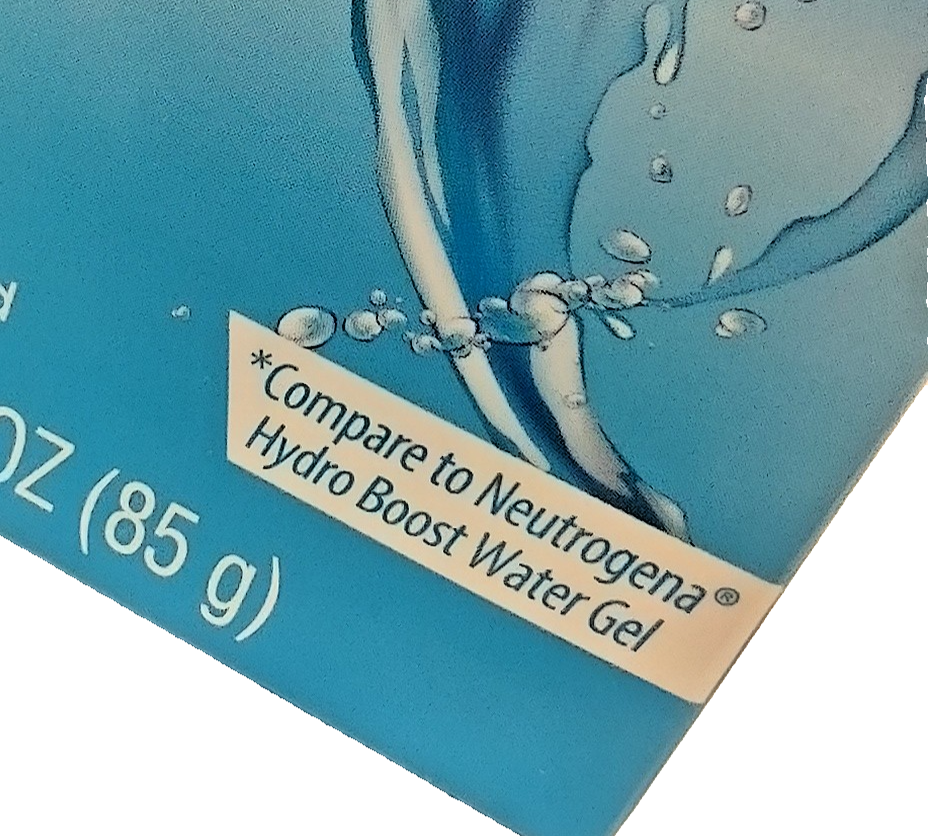 OZ (85 g)
*Compare to Neutrogena®
Hydro Boost Water Gel